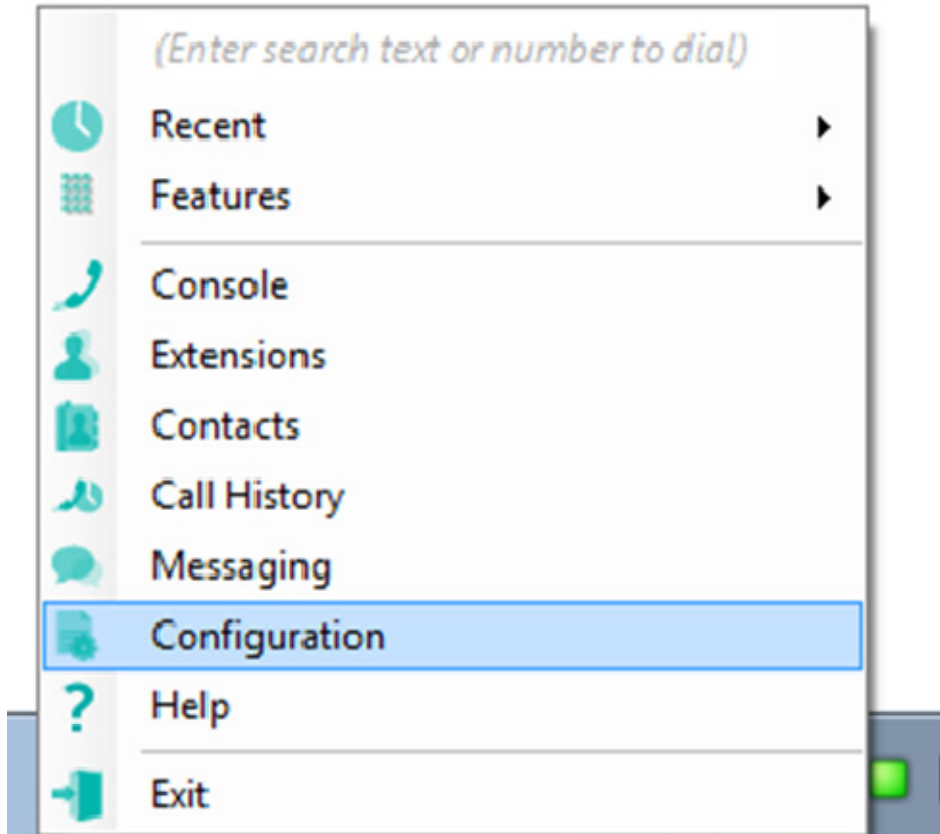 (Enter search text or number to dial)
Recent
Features
Console
Extensions
Contacts
Call History
Messaging
Configuration
? Help
Exit